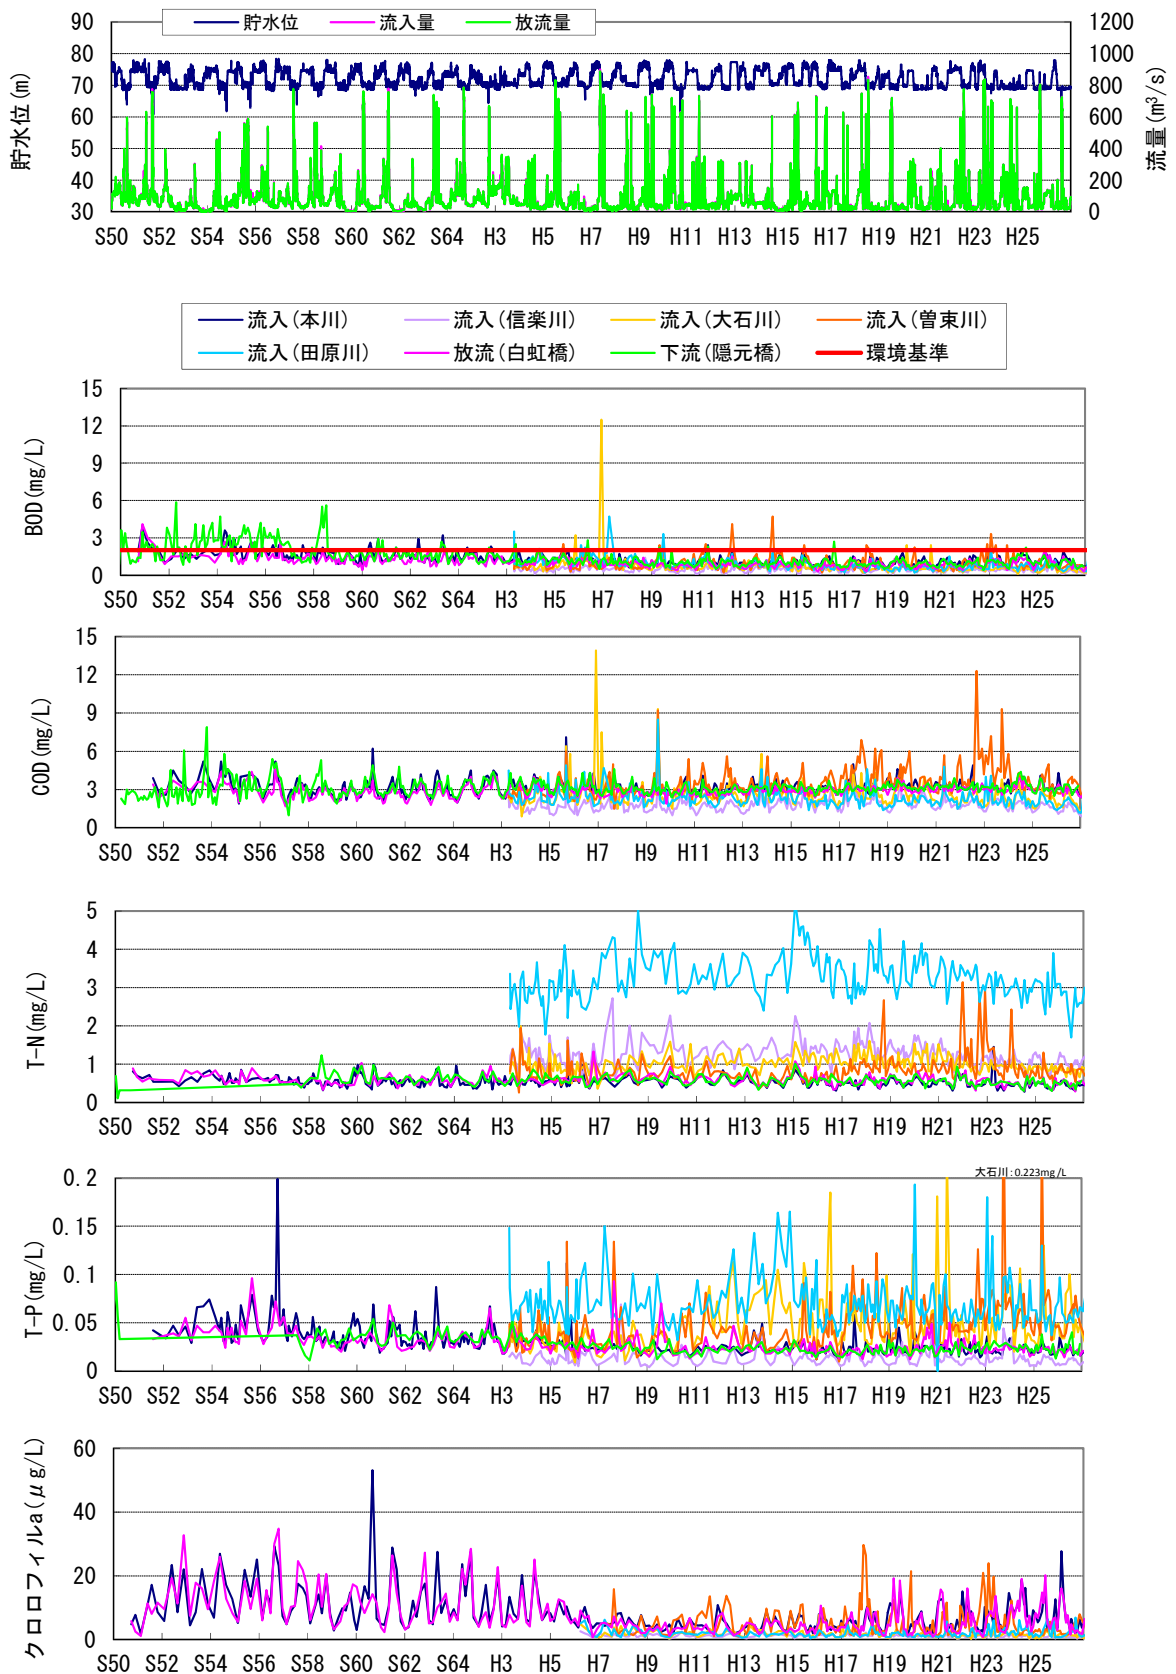 貯水位 流入量 放流量
90 80 70 60 50 40 30
貯水位(m)
1200 1000 800 600 400 200 0
流量(m³/s)
S50 S52 S54 S56 S58 S60 S62 S64 H3 H5 H7 H9 H11 H13 H15 H17 H19 H21 H23 H25
流入(本川) 流入(信楽川) 流入(大石川) 流入(曽束川)
流入(田原川) 放流(白虹橋) 下流(隠元橋) 環境基準
15 12 9 6 3 0
BOD(mg/L)
S50 S52 S54 S56 S58 S60 S62 S64 H3 H5 H7 H9 H11 H13 H15 H17 H19 H21 H23 H25
15 12 9 6 3 0
COD(mg/L)
S50 S52 S54 S56 S58 S60 S62 S64 H3 H5 H7 H9 H11 H13 H15 H17 H19 H21 H23 H25
5 4 3 2 1 0
T-N(mg/L)
S50 S52 S54 S56 S58 S60 S62 S64 H3 H5 H7 H9 H11 H13 H15 H17 H19 H21 H23 H25
大石川:0.223mg/L
0.2 0.15 0.1 0.05 0
T-P(mg/L)
S50 S52 S54 S56 S58 S60 S62 S64 H3 H5 H7 H9 H11 H13 H15 H17 H19 H21 H23 H25
60 40 20 0
クロロフィルa(μg/L)
S50 S52 S54 S56 S58 S60 S62 S64 H3 H5 H7 H9 H11 H13 H15 H17 H19 H21 H23 H25